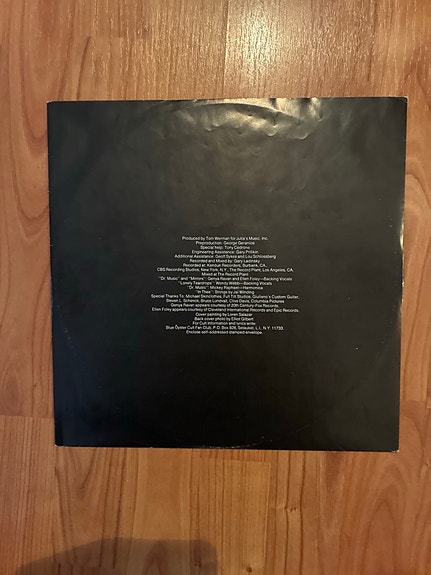 Produced by Tom Werman for Julia's Music, Inc.
Preproduction: George Geranios
Special help: Tony Cedrone
Engineering Assistance: Gary Pritikin
Additional Assistance: Geoff Sykes and Lou Schlossberg
Recorded and Mixed by: Gary Ladinsky
Recorded at: Kendun Recorders, Burbank, CA.
CBS Recording Studios, New York, N.Y., The Record Plant, Los Angeles, CA.
Mixed at The Record Plant
"Dr. Music" and "Mirrors": Genya Ravan and Ellen Foley—Backing Vocals
"Lonely Teardrops": Wendy Webb—Backing Vocals
"Dr. Music": Mickey Raphael—Harmonica
"In Thee": Strings by Jai Winding
Special Thanks To: Michael Skinclothes, Full Tilt Studios, Giuliano's Custom Guitar,
Steven L. Schenck, Bruce Lundvall, Clive Davis, Columbia Pictures
Genya Ravan appears courtesy of 20th Century-Fox Records.
Ellen Foley appears courtesy of Cleveland International Records and Epic Records.
Cover painting by Loren Salazar
Back cover photo by Elliot Gilbert
For Cult information and lyrics write:
Blue Öyster Cult Fan Club, P.O. Box 826, Setauket, L.I., N.Y. 11733.
Enclose self-addressed stamped envelope.